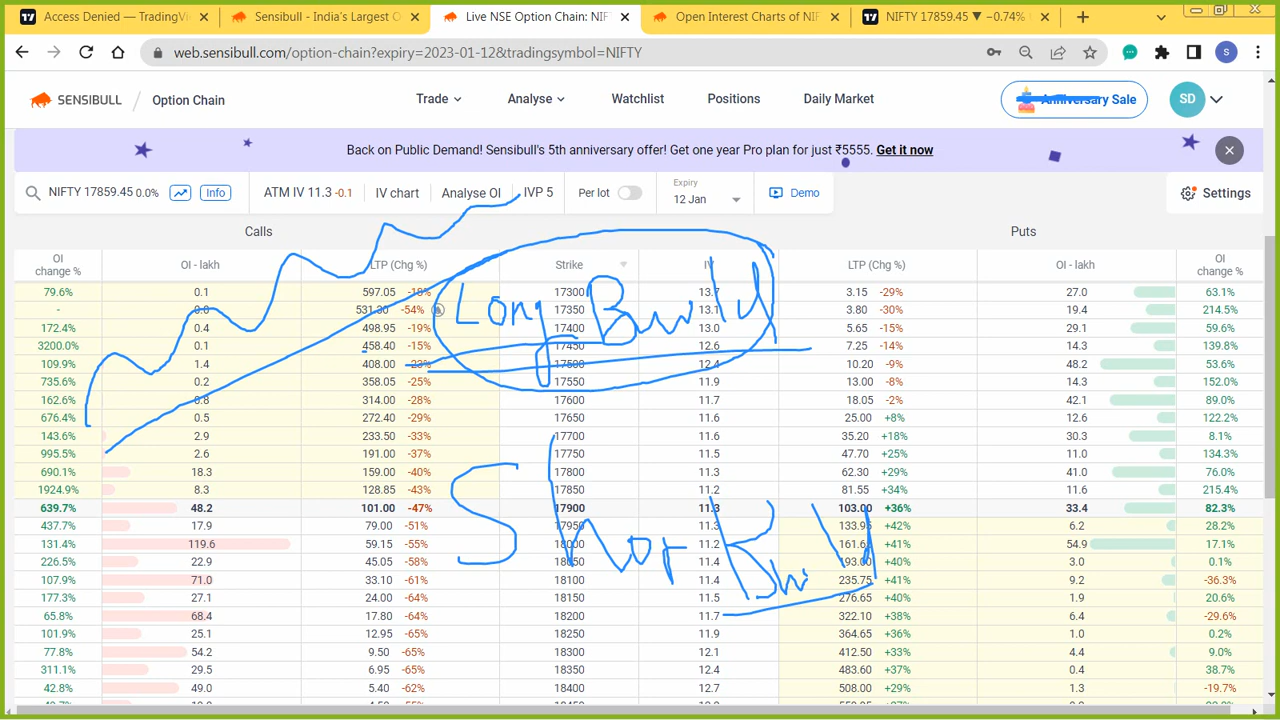 Access Denied — TradingVi
Sensibull - India's Largest O
Live NSE Option Chain: NIF
Open Interest Charts of NIFT
NIFTY 17859.45 ▼ −0.74% U
web.sensibull.com/option-chain?expiry=2023-01-12&tradingsymbol=NIFTY
S
SENSIBULL Option Chain Trade Analyse Watchlist Positions Daily Market Anniversary Sale SD
Back on Public Demand! Sensibull's 5th anniversary offer! Get one year Pro plan for just ₹5555. Get it now
NIFTY 17859.45 0.0% Info ATM IV 11.3 -0.1 IV chart Analyse OI IVP 5 Per lot Expiry 12 Jan Demo Settings
Calls Puts
OI change % OI - lakh LTP (Chg %) Strike IV LTP (Chg %) OI - lakh OI change %
79.6% 0.1 597.05 -18% 17300 13.7 3.15 -29% 27.0 63.1%
- 0.0 531.30 -54% 17350 13.1 3.80 -30% 19.4 214.5%
172.4% 0.4 498.95 -19% 17400 13.0 5.65 -15% 29.1 59.6%
3200.0% 0.1 458.40 -15% 17450 12.6 7.25 -14% 14.3 139.8%
109.9% 1.4 408.00 -23% 17500 12.4 10.20 -9% 48.2 53.6%
735.6% 0.2 358.05 -25% 17550 11.9 13.00 -8% 14.3 152.0%
162.6% 0.8 314.00 -28% 17600 11.7 18.05 -2% 42.1 89.0%
676.4% 0.5 272.40 -29% 17650 11.6 25.00 +8% 12.6 122.2%
143.6% 2.9 233.50 -33% 17700 11.6 35.20 +18% 30.3 8.1%
995.5% 2.6 191.00 -37% 17750 11.5 47.70 +25% 11.0 134.3%
690.1% 18.3 159.00 -40% 17800 11.3 62.30 +29% 41.0 76.0%
1924.9% 8.3 128.85 -43% 17850 11.2 81.55 +34% 11.6 215.4%
639.7% 48.2 101.00 -47% 17900 11.3 103.00 +36% 33.4 82.3%
437.7% 17.9 79.00 -51% 17950 11.3 133.95 +42% 6.2 28.2%
131.4% 119.6 59.15 -55% 18000 11.2 161.6 +41% 54.9 17.1%
226.5% 22.9 45.05 -58% 18050 11.4 193.00 +40% 3.0 0.1%
107.9% 71.0 33.10 -61% 18100 11.4 235.75 +41% 9.2 -36.3%
177.3% 27.1 24.00 -64% 18150 11.5 276.65 +40% 1.9 20.6%
65.8% 68.4 17.80 -64% 18200 11.7 322.10 +38% 6.4 -29.6%
101.9% 25.1 12.95 -65% 18250 11.9 364.65 +36% 1.0 0.2%
77.8% 54.2 9.50 -65% 18300 12.1 412.50 +33% 4.4 9.0%
311.1% 29.5 6.95 -65% 18350 12.4 483.60 +37% 0.4 38.7%
42.8% 49.0 5.40 -62% 18400 12.7 508.00 +29% 1.3 -19.7%
Long Buuld
Shor Buuld